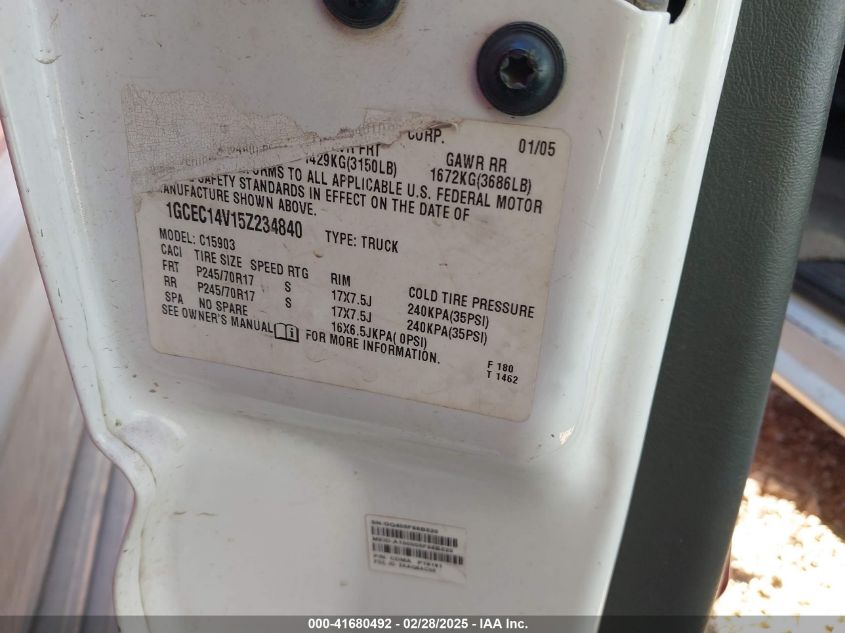 CORP. 01/05
FRT GAWR RR
1429KG(3150LB) 1672KG(3686LB)
TO ALL APPLICABLE U.S. FEDERAL MOTOR
SAFETY STANDARDS IN EFFECT ON THE DATE OF
MANUFACTURE SHOWN ABOVE.
1GCEC14V15Z234840 TYPE: TRUCK
MODEL: C15903
CACI TIRE SIZE SPEED RTG RIM COLD TIRE PRESSURE
FRT P245/70R17 S 17X7.5J 240KPA(35PSI)
RR P245/70R17 S 17X7.5J 240KPA(35PSI)
SPA NO SPARE 16X6.5JKPA( 0PSI)
SEE OWNER'S MANUAL i FOR MORE INFORMATION.
F 180
T 1462
000-41680492 - 02/28/2025 - IAA Inc.